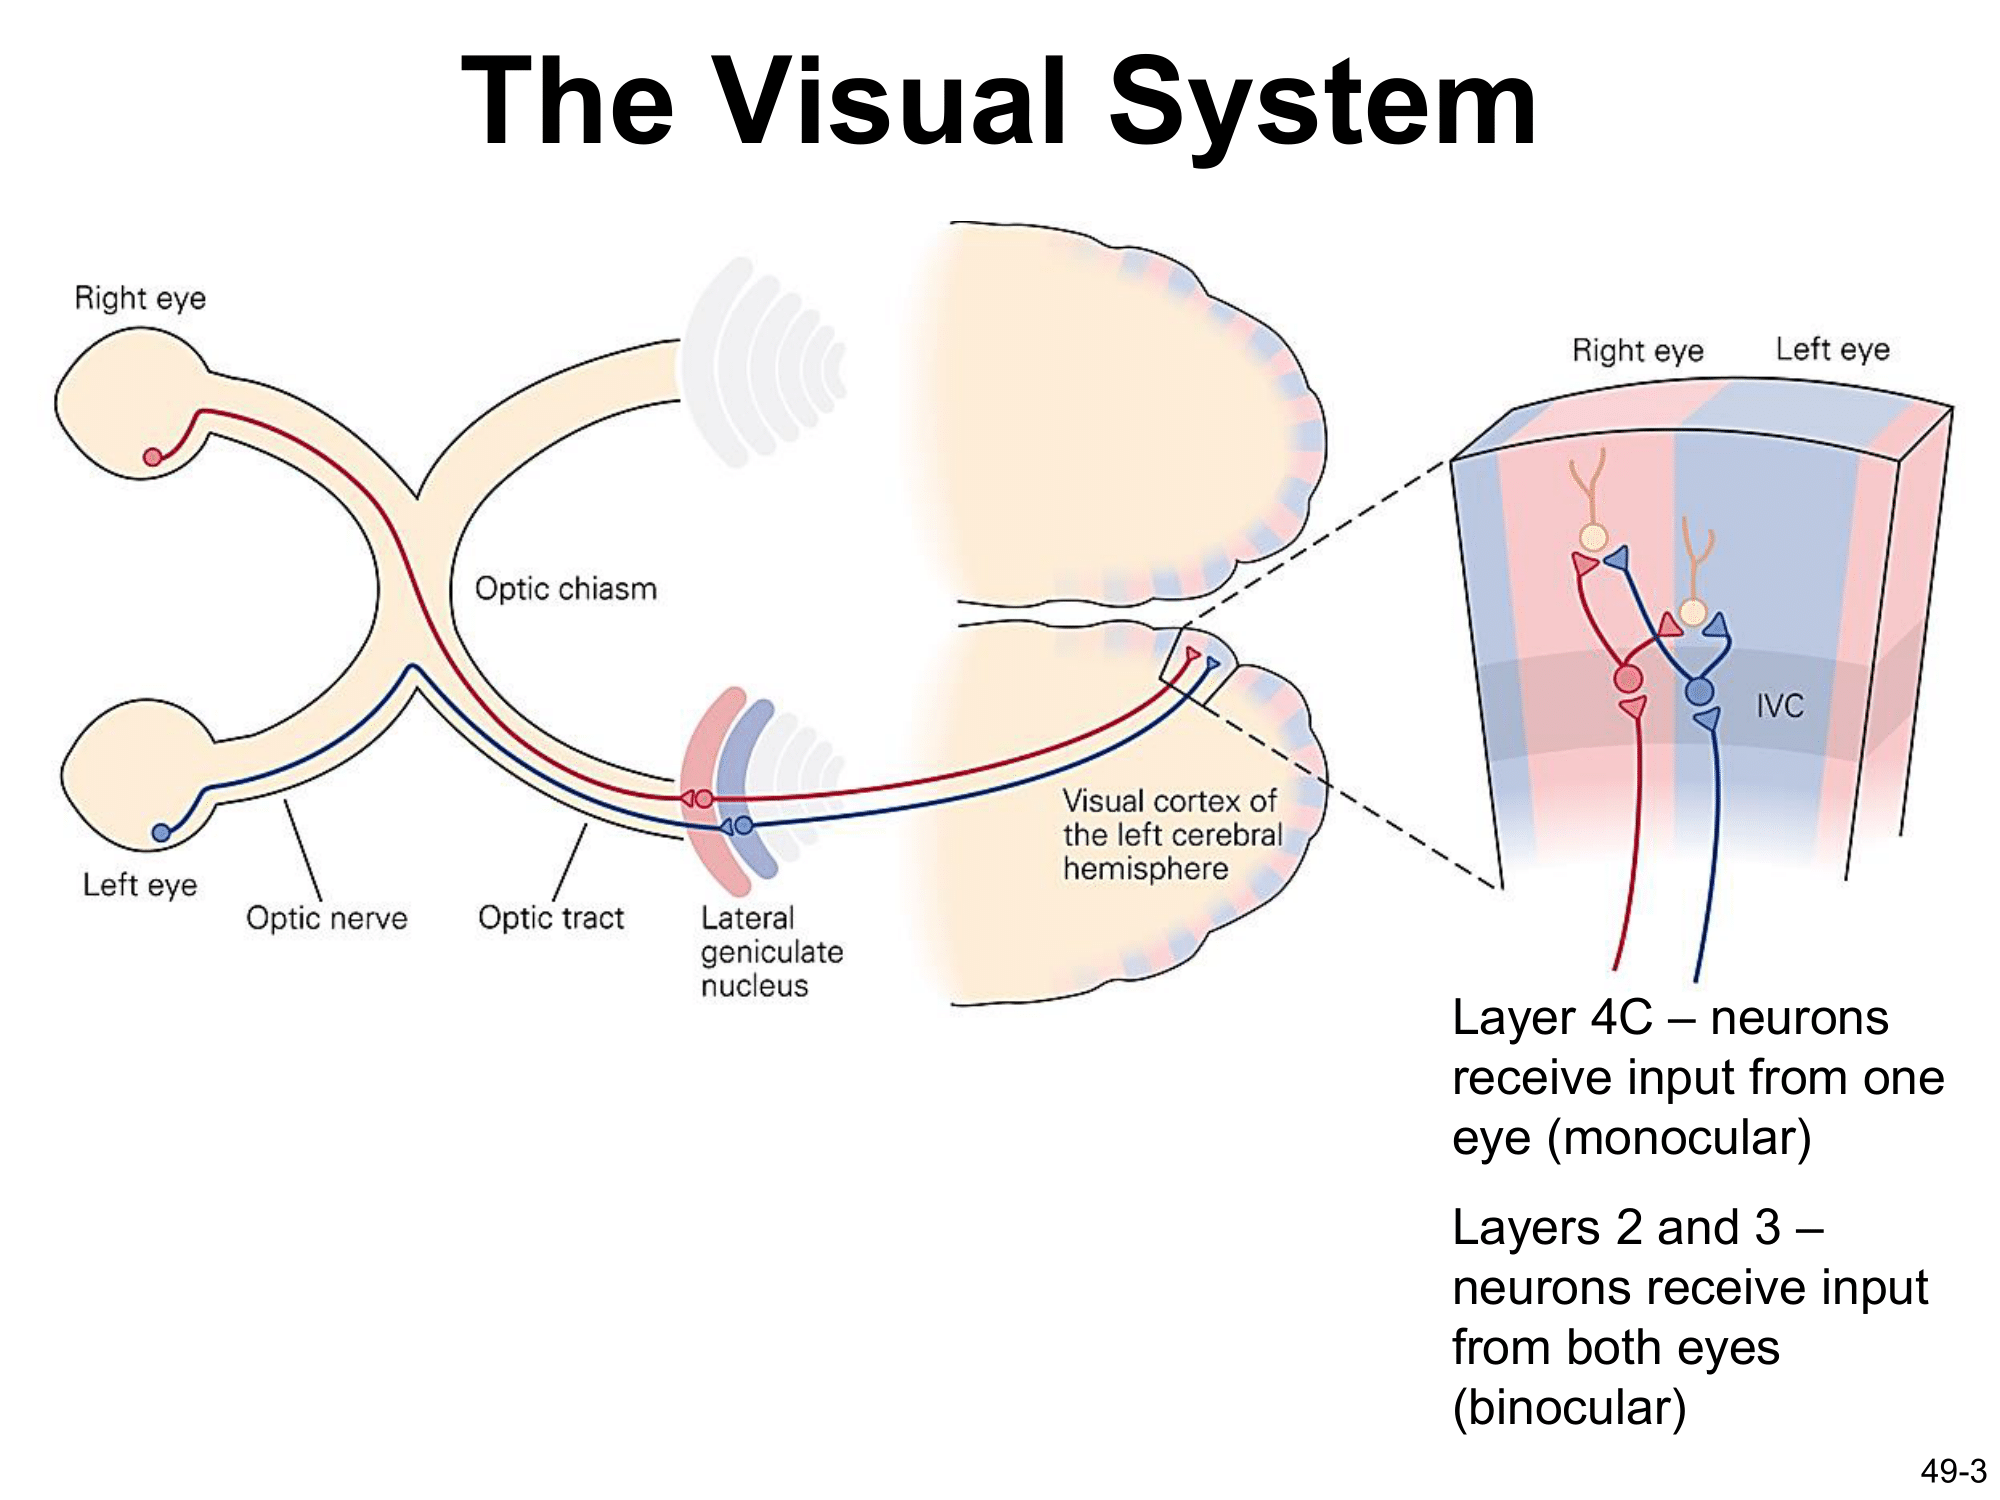 The Visual System
Right eye
Optic chiasm
Left eye
Optic nerve
Optic tract
Lateral
geniculate
nucleus
Visual cortex of
the left cerebral
hemisphere
Right eye
Left eye
IVC
Layer 4C – neurons
receive input from one
eye (monocular)
Layers 2 and 3 –
neurons receive input
from both eyes
(binocular)
49-3